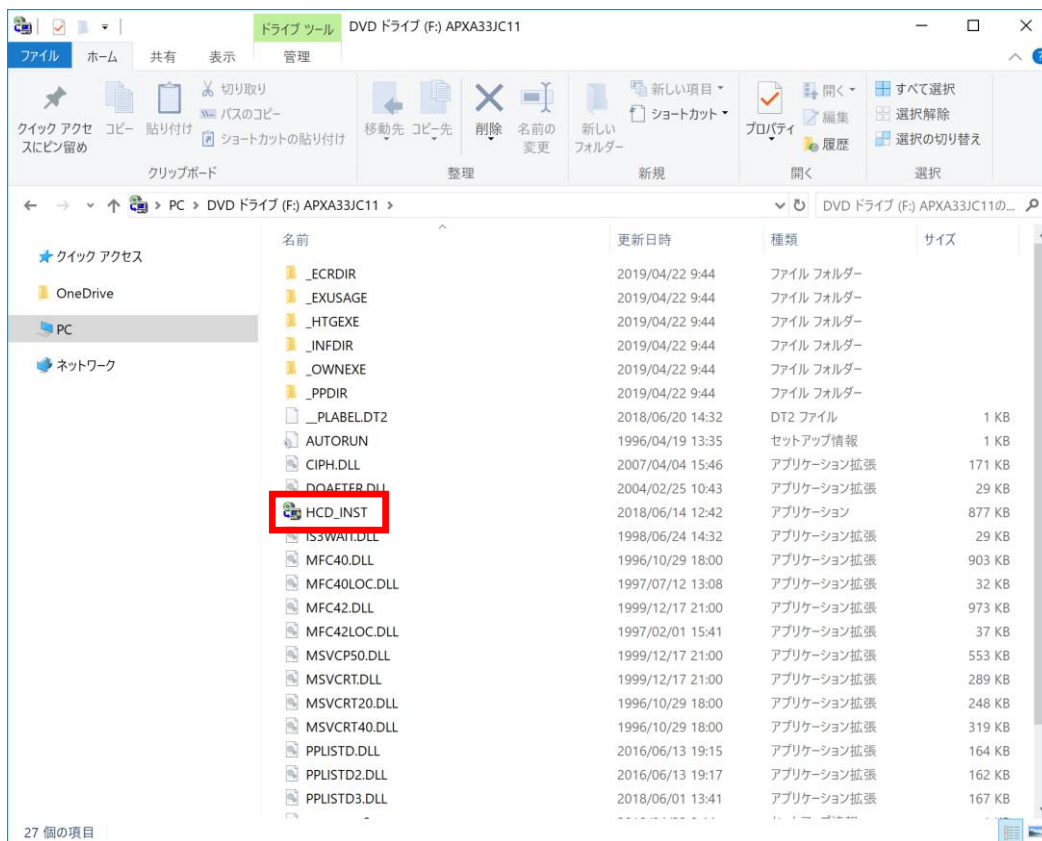 ドライブ ツール DVD ドライブ (F:) APXA33JC11
ファイル ホーム 共有 表示 管理
クイック アクセスにピン留め
コピー
貼り付け
切り取り
パスのコピー
ショートカットの貼り付け
クリップボード
移動先
コピー先
削除
名前の変更
整理
新しいフォルダー
新しい項目
ショートカット
新規
プロパティ
開く
編集
履歴
開く
すべて選択
選択解除
選択の切り替え
選択
PC > DVD ドライブ (F:) APXA33JC11 >
DVD ドライブ (F:) APXA33JC11の...
クイック アクセス
OneDrive
PC
ネットワーク
名前 更新日時 種類 サイズ
_ECRDIR 2019/04/22 9:44 ファイル フォルダー
_EXUSAGE 2019/04/22 9:44 ファイル フォルダー
_HTGEXE 2019/04/22 9:44 ファイル フォルダー
_INFDIR 2019/04/22 9:44 ファイル フォルダー
_OWNEXE 2019/04/22 9:44 ファイル フォルダー
_PPDIR 2019/04/22 9:44 ファイル フォルダー
__PLABEL.DT2 2018/06/20 14:32 DT2 ファイル 1 KB
AUTORUN 1996/04/19 13:35 セットアップ情報 1 KB
CIPH.DLL 2007/04/04 15:46 アプリケーション拡張 171 KB
DOAFTER.DLL 2004/02/25 10:43 アプリケーション拡張 29 KB
HCD_INST 2018/06/14 12:42 アプリケーション 877 KB
IS3WAIT.DLL 1998/06/24 14:32 アプリケーション拡張 29 KB
MFC40.DLL 1996/10/29 18:00 アプリケーション拡張 903 KB
MFC40LOC.DLL 1997/07/12 13:08 アプリケーション拡張 32 KB
MFC42.DLL 1999/12/17 21:00 アプリケーション拡張 973 KB
MFC42LOC.DLL 1997/02/01 15:41 アプリケーション拡張 37 KB
MSVCP50.DLL 1999/12/17 21:00 アプリケーション拡張 553 KB
MSVCRT.DLL 1999/12/17 21:00 アプリケーション拡張 289 KB
MSVCRT20.DLL 1996/10/29 18:00 アプリケーション拡張 248 KB
MSVCRT40.DLL 1996/10/29 18:00 アプリケーション拡張 319 KB
PPLISTD.DLL 2016/06/13 19:15 アプリケーション拡張 164 KB
PPLISTD2.DLL 2016/06/13 19:17 アプリケーション拡張 162 KB
PPLISTD3.DLL 2018/06/01 13:41 アプリケーション拡張 167 KB
27 個の項目